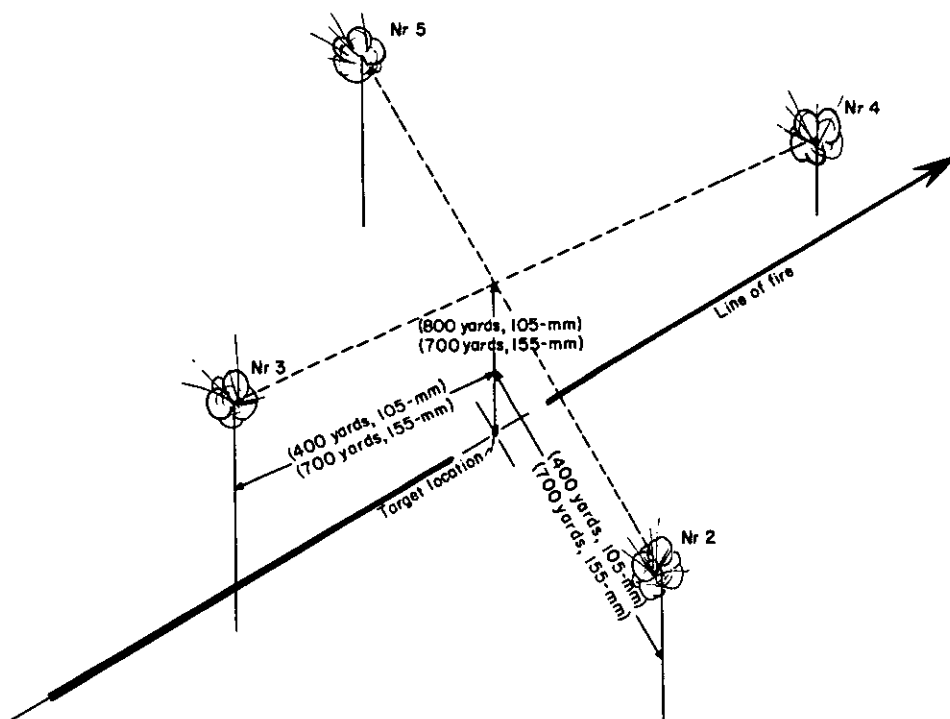 Nr 5
Nr 4
Line of fire
(800 yards, 105-mm)
(700 yards, 155-mm)
Nr 3
(400 yards, 105-mm)
(700 yards, 155-mm)
Target location
(400 yards, 105-mm)
(700 yards, 155-mm)
Nr 2